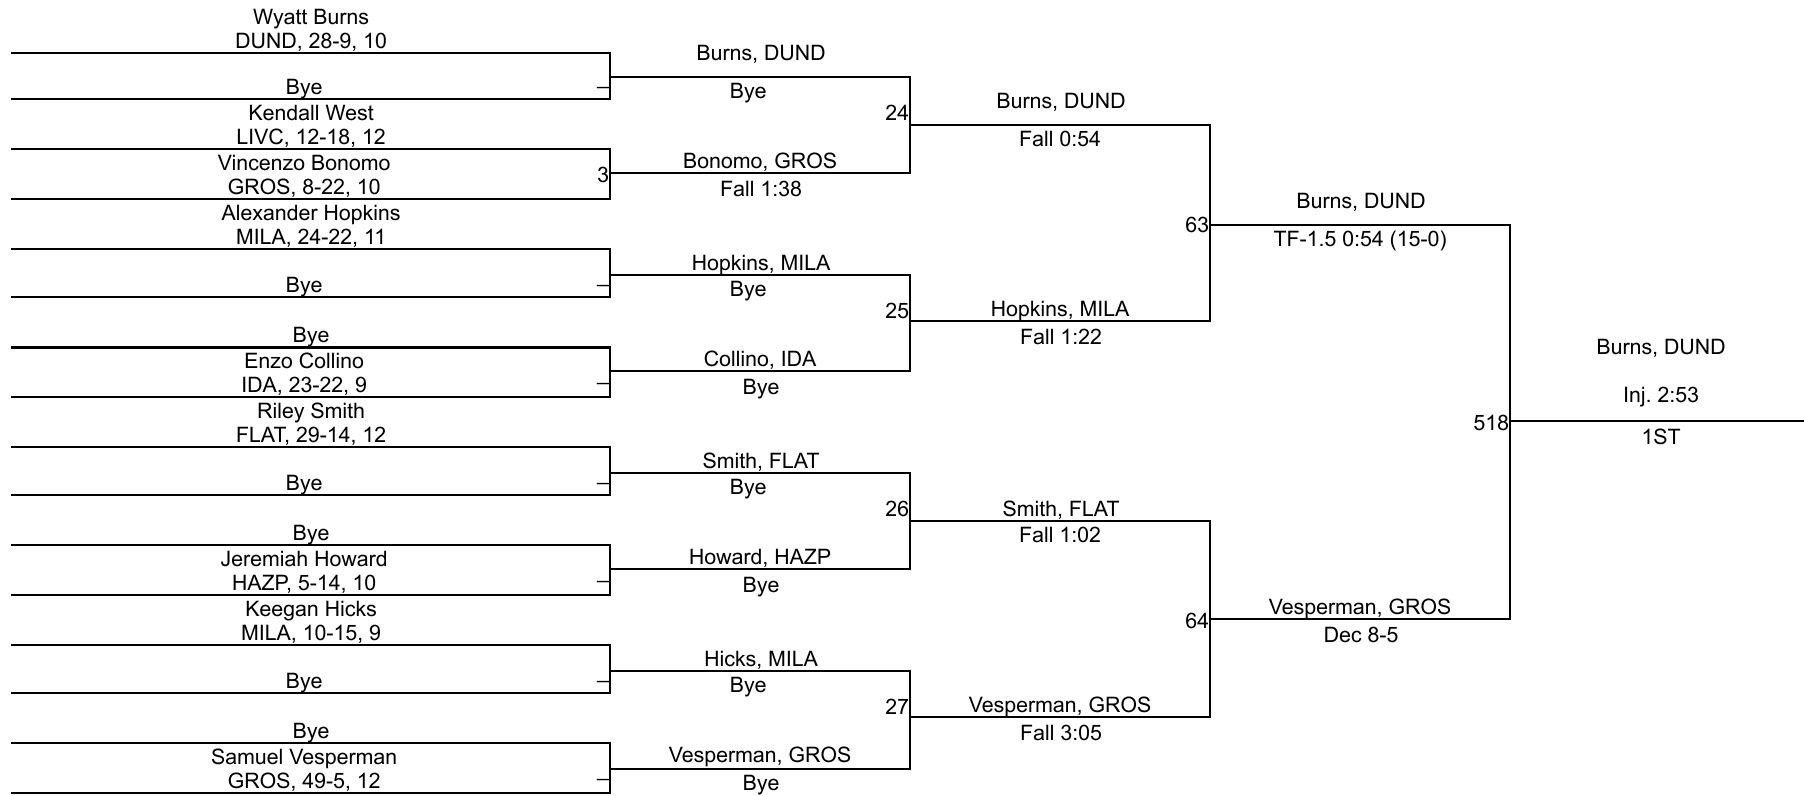 Wyatt Burns
DUND, 28-9, 10
Bye
Kendall West
LIVC, 12-18, 12
3
Vincenzo Bonomo
GROS, 8-22, 10
Alexander Hopkins
MILA, 24-22, 11
Bye
Bye
Enzo Collino
IDA, 23-22, 9
Riley Smith
FLAT, 29-14, 12
Bye
Bye
Jeremiah Howard
HAZP, 5-14, 10
Keegan Hicks
MILA, 10-15, 9
Bye
Bye
Samuel Vesperman
GROS, 49-5, 12
Burns, DUND
Bye
24
Bonomo, GROS
Fall 1:38
Hopkins, MILA
Bye
25
Collino, IDA
Bye
Smith, FLAT
Bye
26
Howard, HAZP
Bye
Hicks, MILA
Bye
27
Vesperman, GROS
Bye
Burns, DUND
Fall 0:54
63
Hopkins, MILA
Fall 1:22
Smith, FLAT
Fall 1:02
64
Vesperman, GROS
Fall 3:05
Burns, DUND
TF-1.5 0:54 (15-0)
518
Vesperman, GROS
Dec 8-5
Burns, DUND
Inj. 2:53
1ST